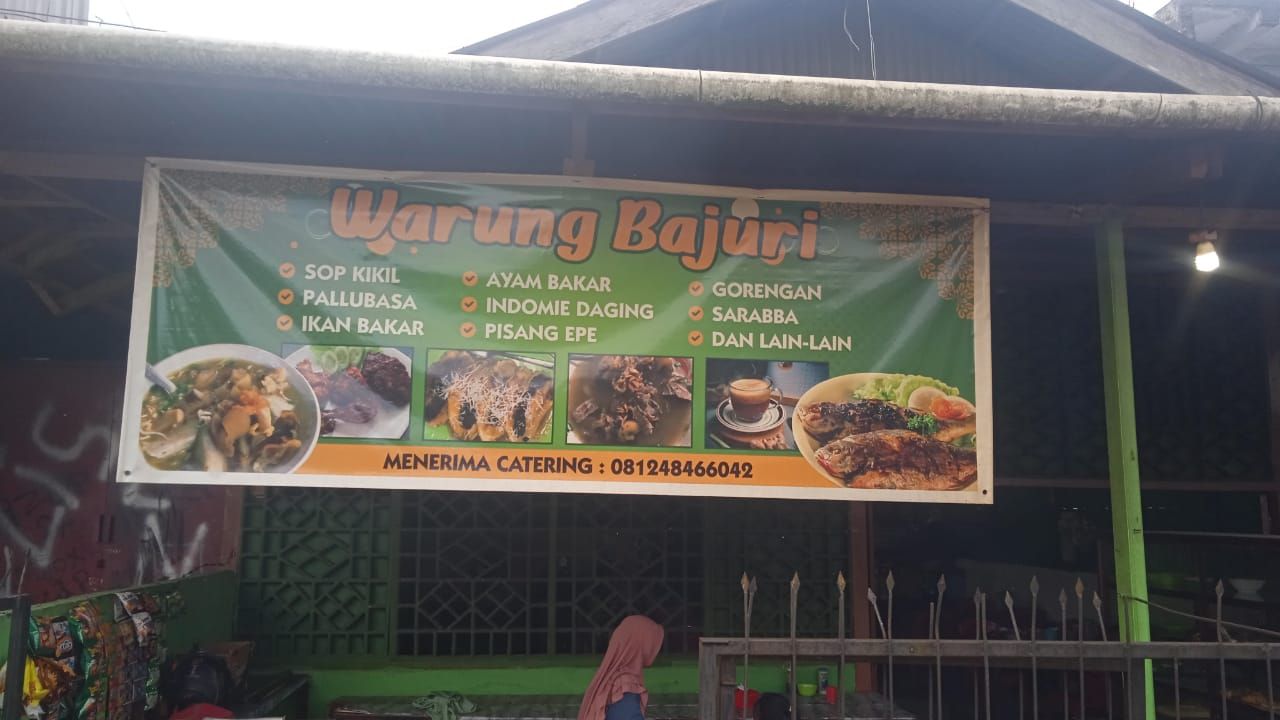 Warung Bajuri
SOP KIKIL
PALLUBASA
IKAN BAKAR
AYAM BAKAR
INDOMIE DAGING
PISANG EPE
GORENGAN
SARABBA
DAN LAIN-LAIN
MENERIMA CATERING : 081248466042